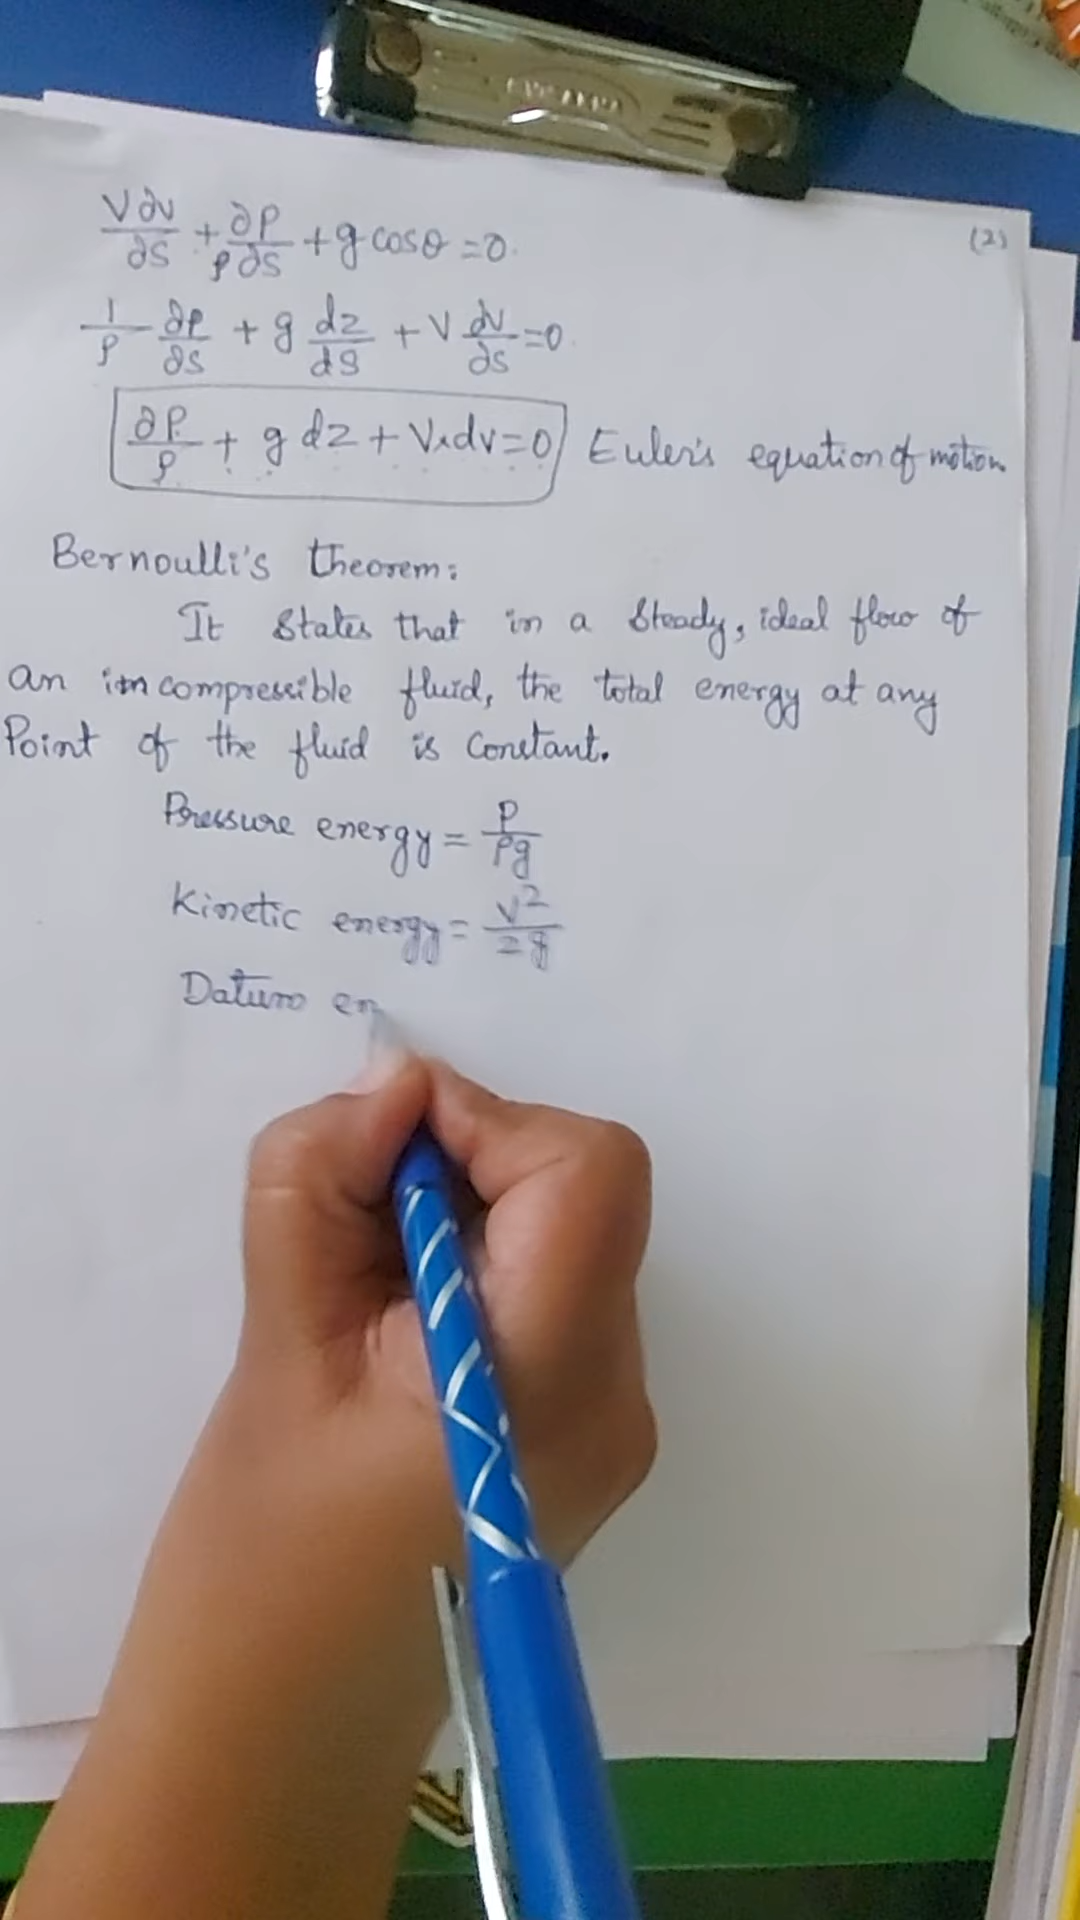 (2)
V∂v/∂s + ∂P/ρ∂s + g cosθ = 0.
1/ρ ∂P/∂s + g dz/ds + V ∂v/∂s = 0.
∂P/ρ + g dz + V×dv = 0 Euler's equation of motion
Bernoulli's theorem:
It states that in a steady, ideal flow of
an incompressible fluid, the total energy at any
Point of the fluid is Constant.
Pressure energy = P/ρg
Kinetic energy = v²/2g
Datum en